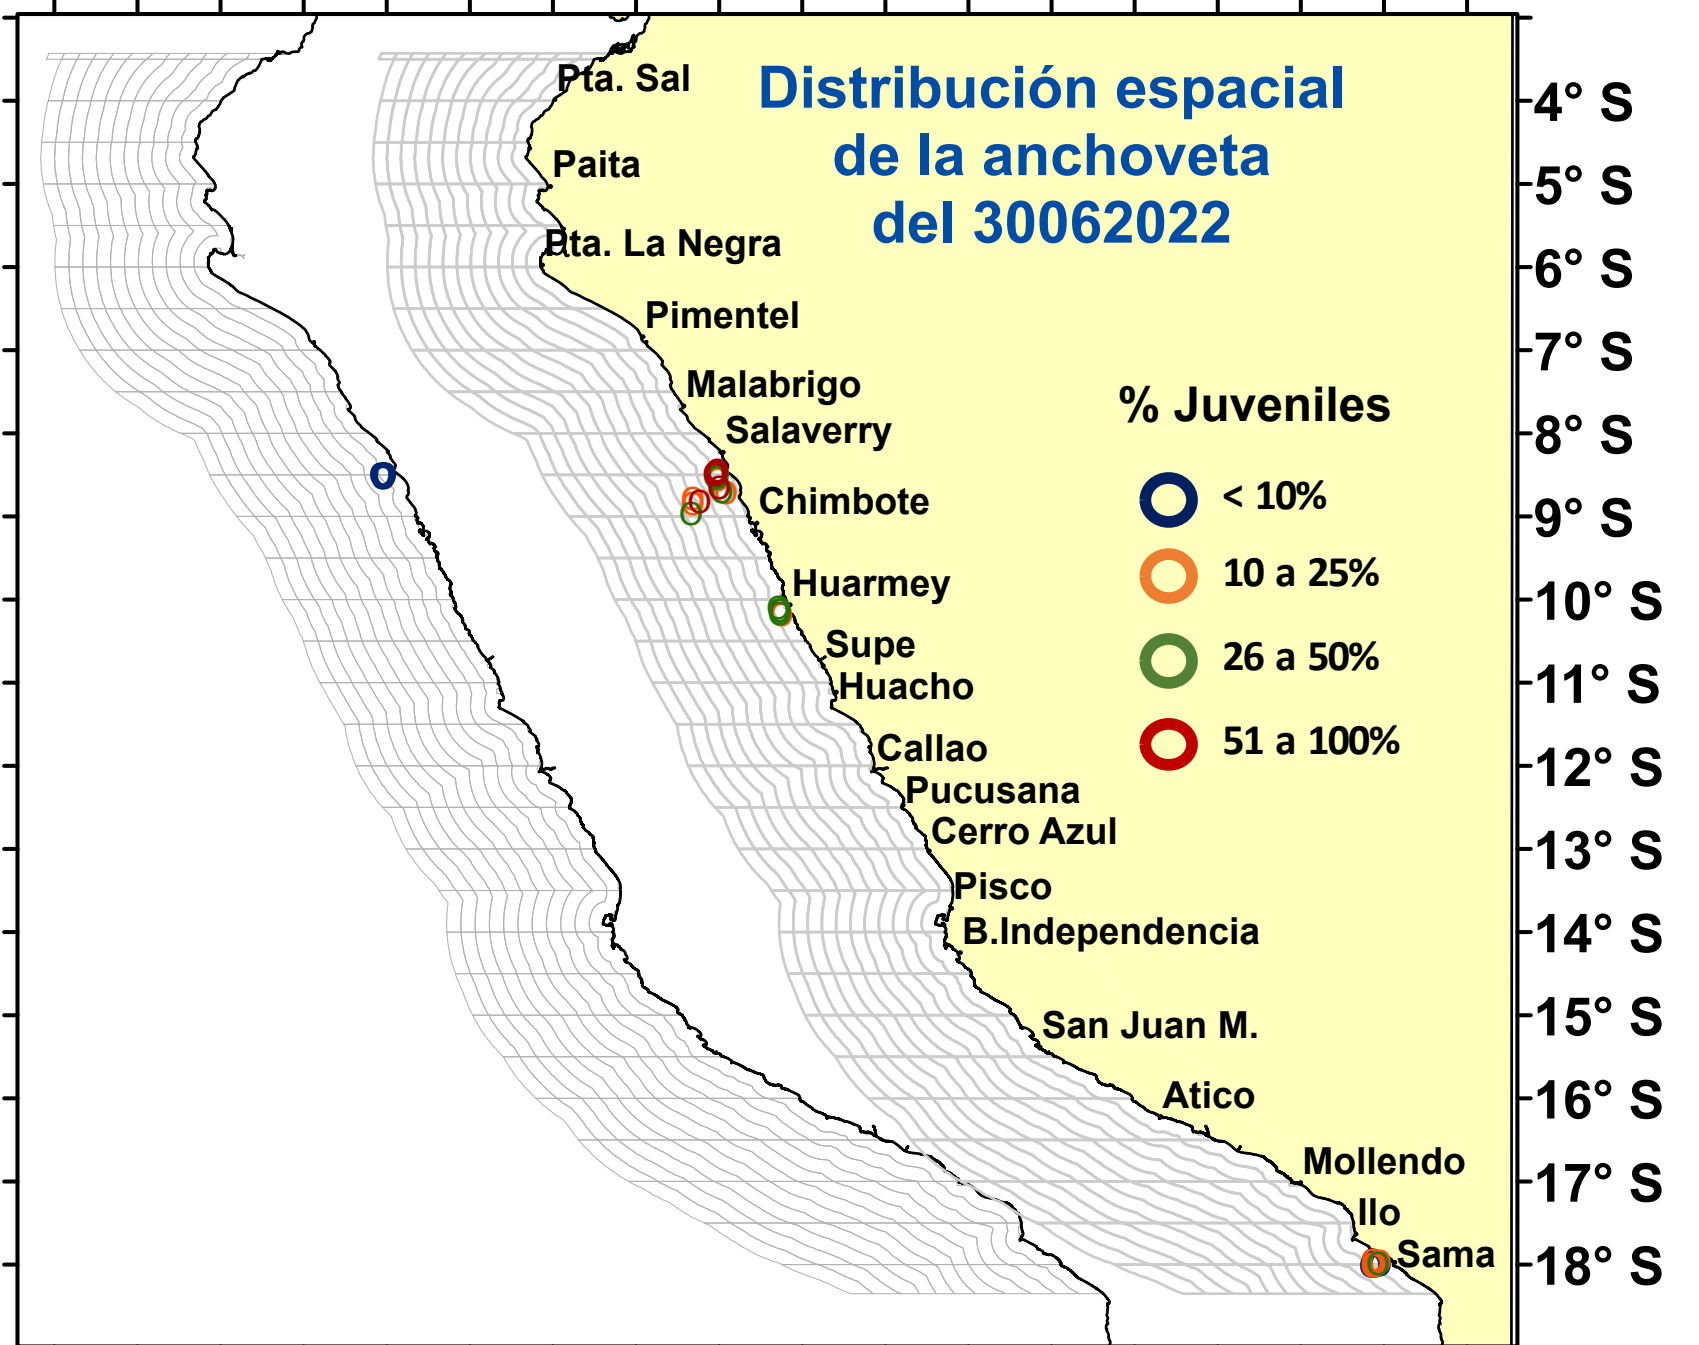 Distribución espacial
de la anchoveta
del 30062022
Pta. Sal
Paita
Pta. La Negra
Pimentel
Malabrigo
Salaverry
Chimbote
Huarmey
Supe
Huacho
Callao
Pucusana
Cerro Azul
Pisco
B.Independencia
San Juan M.
Atico
Mollendo
Ilo
Sama
% Juveniles
< 10%
10 a 25%
26 a 50%
51 a 100%
4° S
5° S
6° S
7° S
8° S
9° S
10° S
11° S
12° S
13° S
14° S
15° S
16° S
17° S
18° S